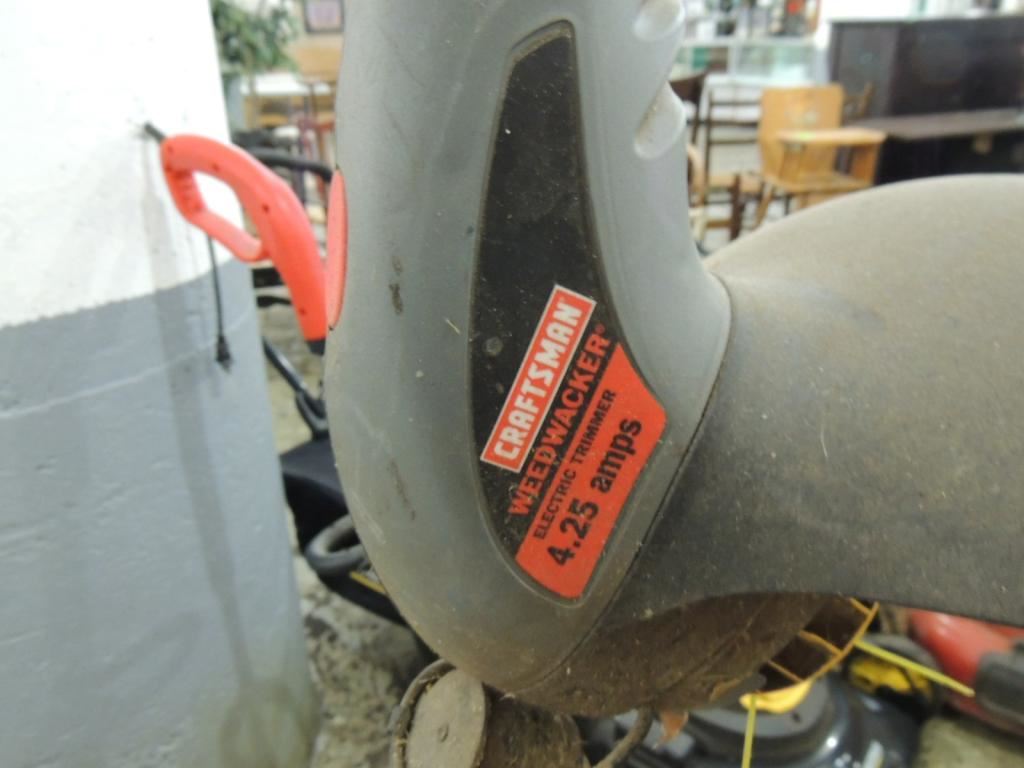 CRAFTSMAN
WEEDWACKER®
ELECTRIC TRIMMER
4.25 amps